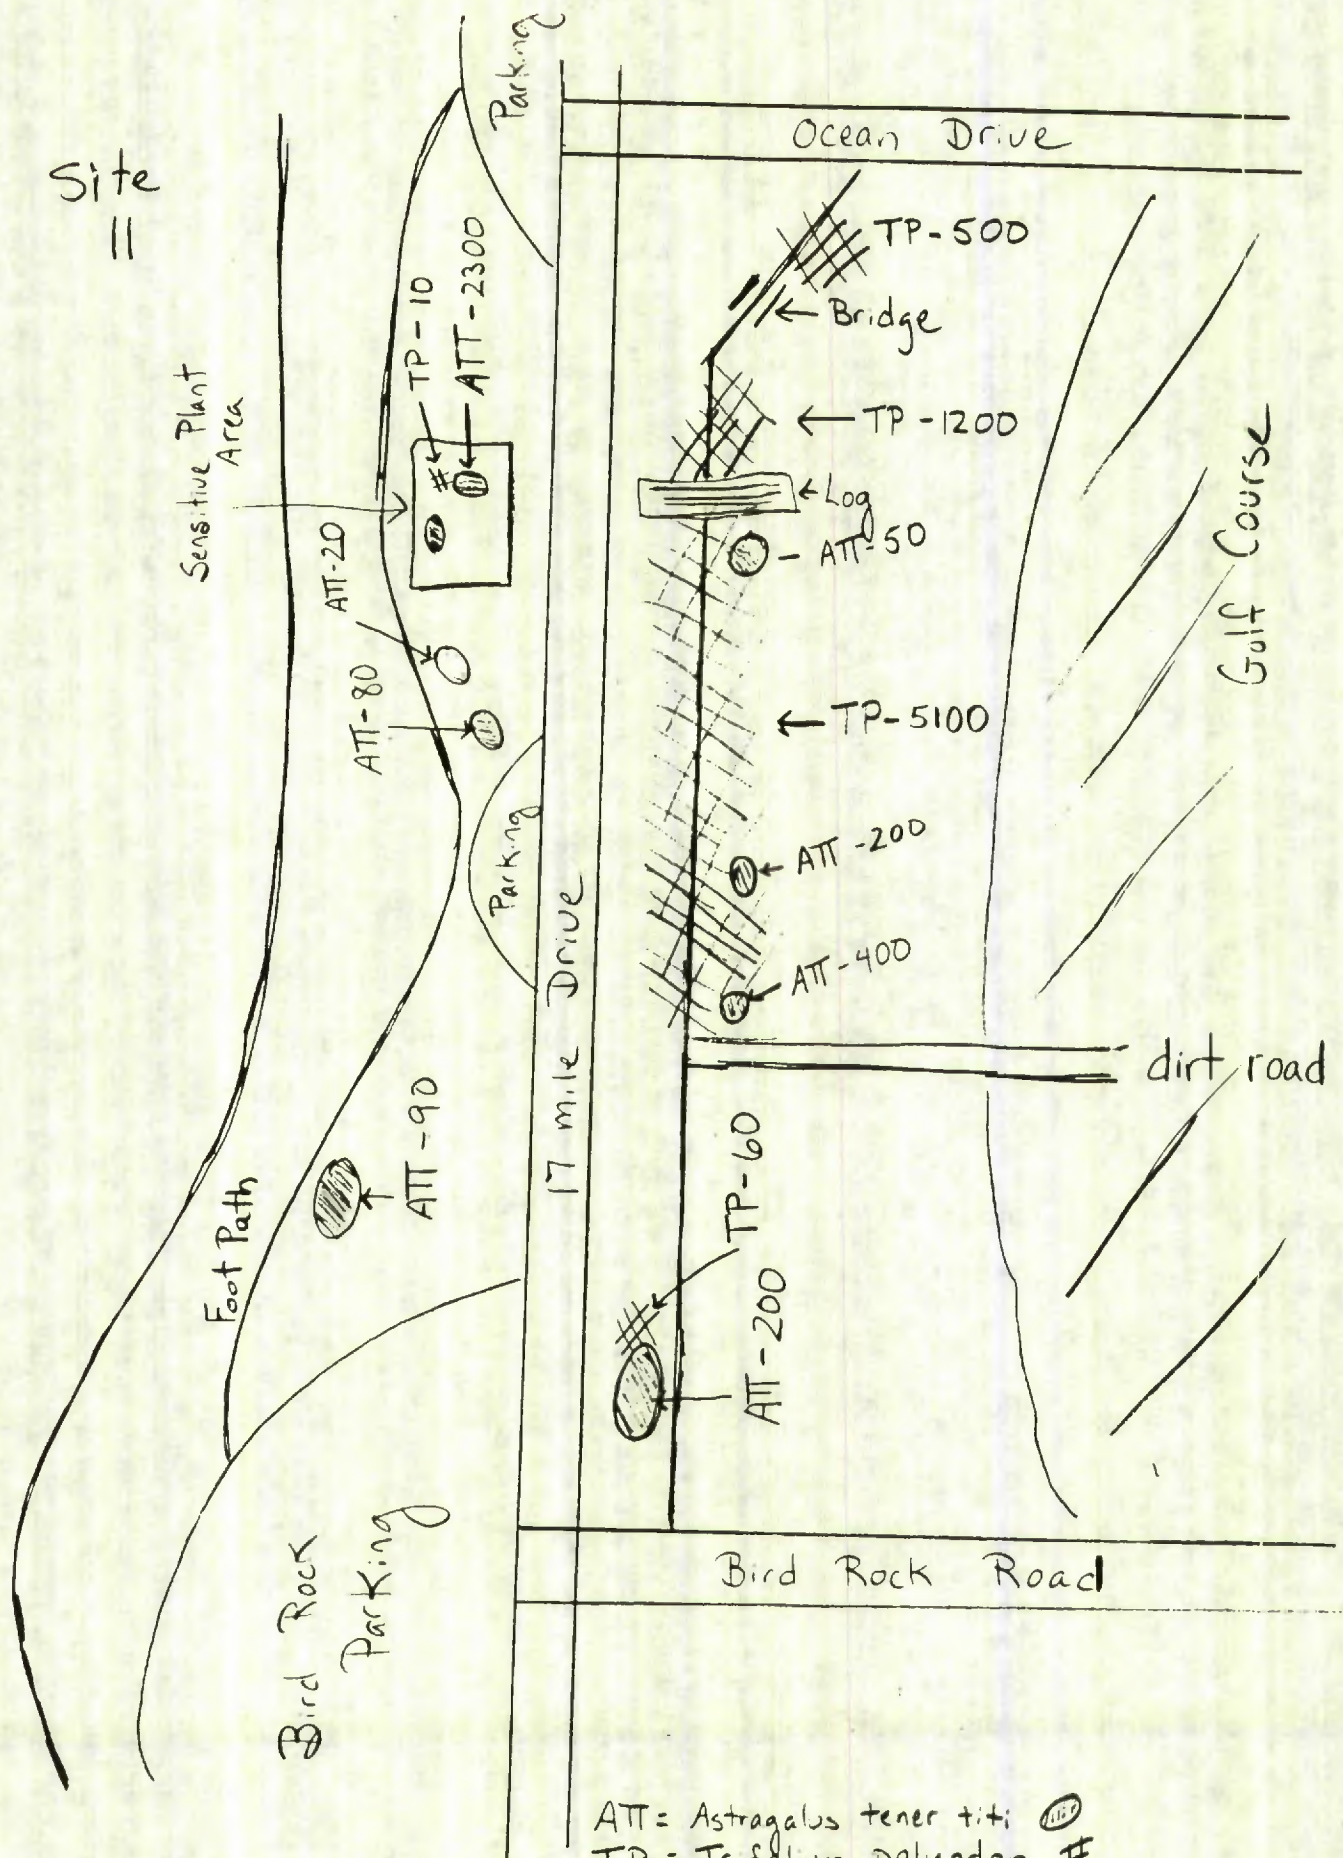 Parking
Ocean Drive
Site
11
TP-500
TP-10
ATT-2300
← Bridge
Sensitive Plant
Area
← TP-1200
Golf Course
#
← Log
ATT-20
- ATT-50
ATT-80
← TP-5100
Parking
← ATT-200
17 mile Drive
ATT-400
dirt road
ATT-90
TP-60
Foot Path
ATT-200
Bird Rock
Parking
Bird Rock Road
ATT = Astragalus tener titi
TP = Trifolium #